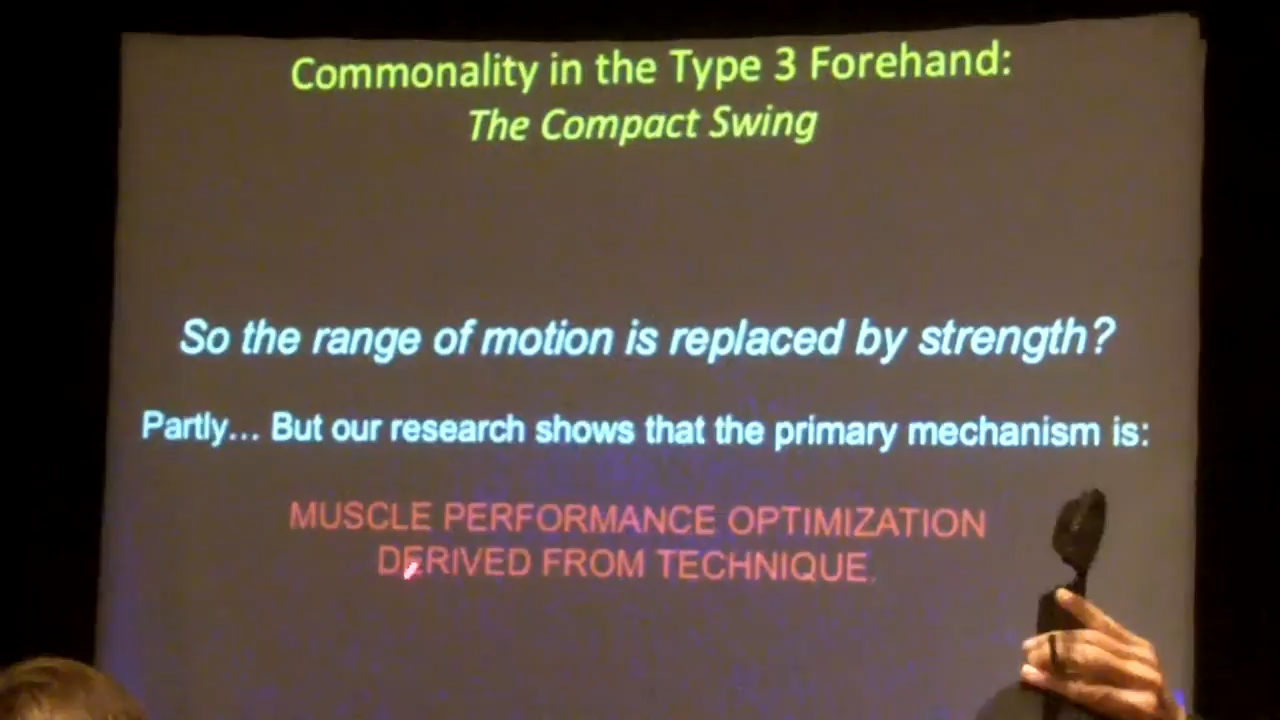 Commonality in the Type 3 Forehand:
The Compact Swing
So the range of motion is replaced by strength?
Partly... But our research shows that the primary mechanism is:
MUSCLE PERFORMANCE OPTIMIZATION
DERIVED FROM TECHNIQUE.